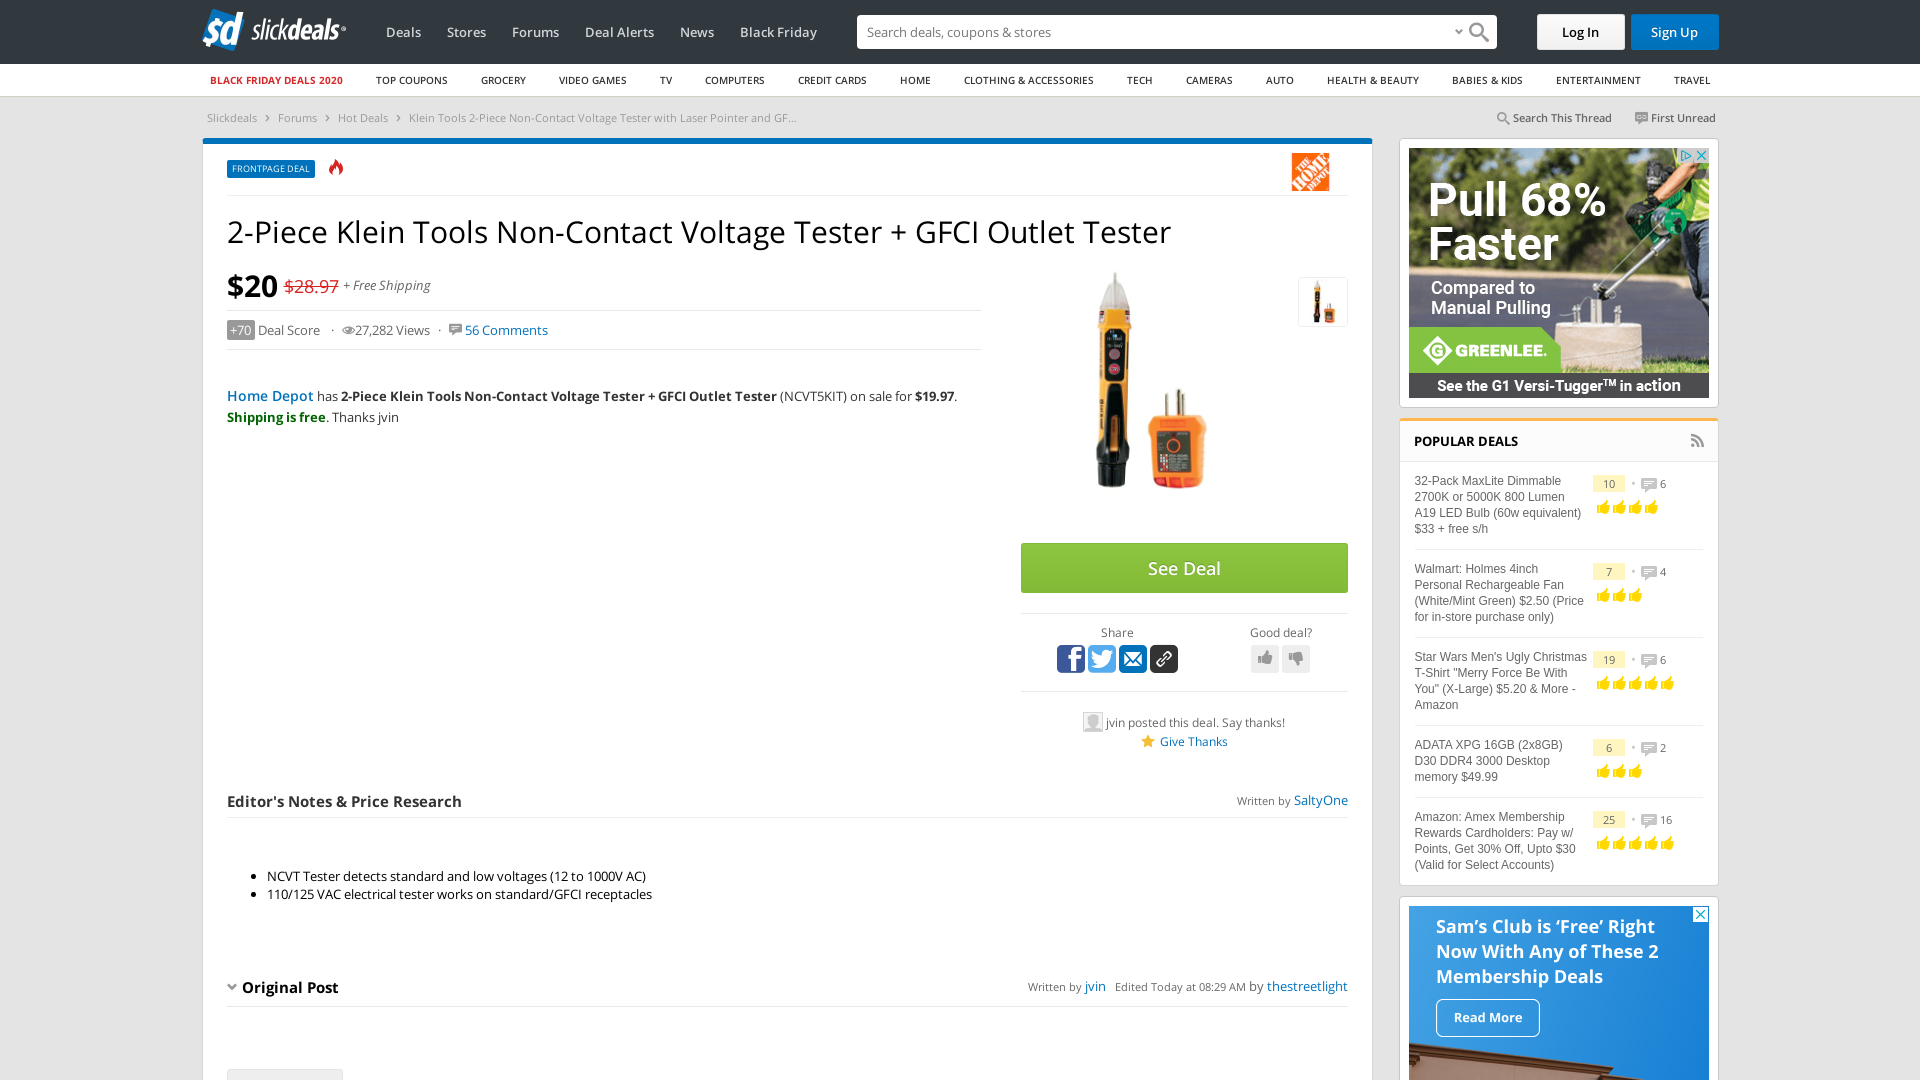 slickdeals
Deals
Stores
Forums
Deal Alerts
News
Black Friday
Search deals, coupons & stores
Log In
Sign Up
BLACK FRIDAY DEALS 2020
TOP COUPONS
GROCERY
VIDEO GAMES
TV
COMPUTERS
CREDIT CARDS
HOME
CLOTHING & ACCESSORIES
TECH
CAMERAS
AUTO
HEALTH & BEAUTY
BABIES & KIDS
ENTERTAINMENT
TRAVEL
Slickdeals › Forums › Hot Deals › Klein Tools 2-Piece Non-Contact Voltage Tester with Laser Pointer and GF...
Search This Thread
First Unread
FRONTPAGE DEAL
THE HOME DEPOT
2-Piece Klein Tools Non-Contact Voltage Tester + GFCI Outlet Tester
$20 $28.97 + Free Shipping
+70 Deal Score · 27,282 Views · 56 Comments
Home Depot has 2-Piece Klein Tools Non-Contact Voltage Tester + GFCI Outlet Tester (NCVT5KIT) on sale for $19.97.
Shipping is free. Thanks jvin
See Deal
Share
Good deal?
jvin posted this deal. Say thanks!
Give Thanks
Editor's Notes & Price Research
Written by SaltyOne
• NCVT Tester detects standard and low voltages (12 to 1000V AC)
• 110/125 VAC electrical tester works on standard/GFCI receptacles
Original Post
Written by jvin Edited Today at 08:29 AM by thestreetlight
Pull 68%
Faster
Compared to
Manual Pulling
GREENLEE.
See the G1 Versi-Tugger™ in action
POPULAR DEALS
32-Pack MaxLite Dimmable
2700K or 5000K 800 Lumen
A19 LED Bulb (60w equivalent)
$33 + free s/h
10 • 6
Walmart: Holmes 4inch
Personal Rechargeable Fan
(White/Mint Green) $2.50 (Price
for in-store purchase only)
7 • 4
Star Wars Men's Ugly Christmas
T-Shirt "Merry Force Be With
You" (X-Large) $5.20 & More -
Amazon
19 • 6
ADATA XPG 16GB (2x8GB)
D30 DDR4 3000 Desktop
memory $49.99
6 • 2
Amazon: Amex Membership
Rewards Cardholders: Pay w/
Points, Get 30% Off, Upto $30
(Valid for Select Accounts)
25 • 16
Sam's Club is 'Free' Right
Now With Any of These 2
Membership Deals
Read More